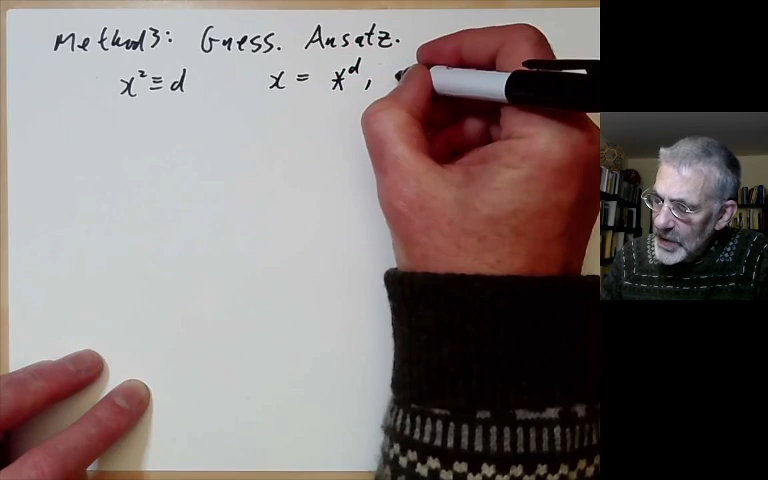 Method 3: Guess. Ansatz.
x² ≡ d x = *ᵈ,